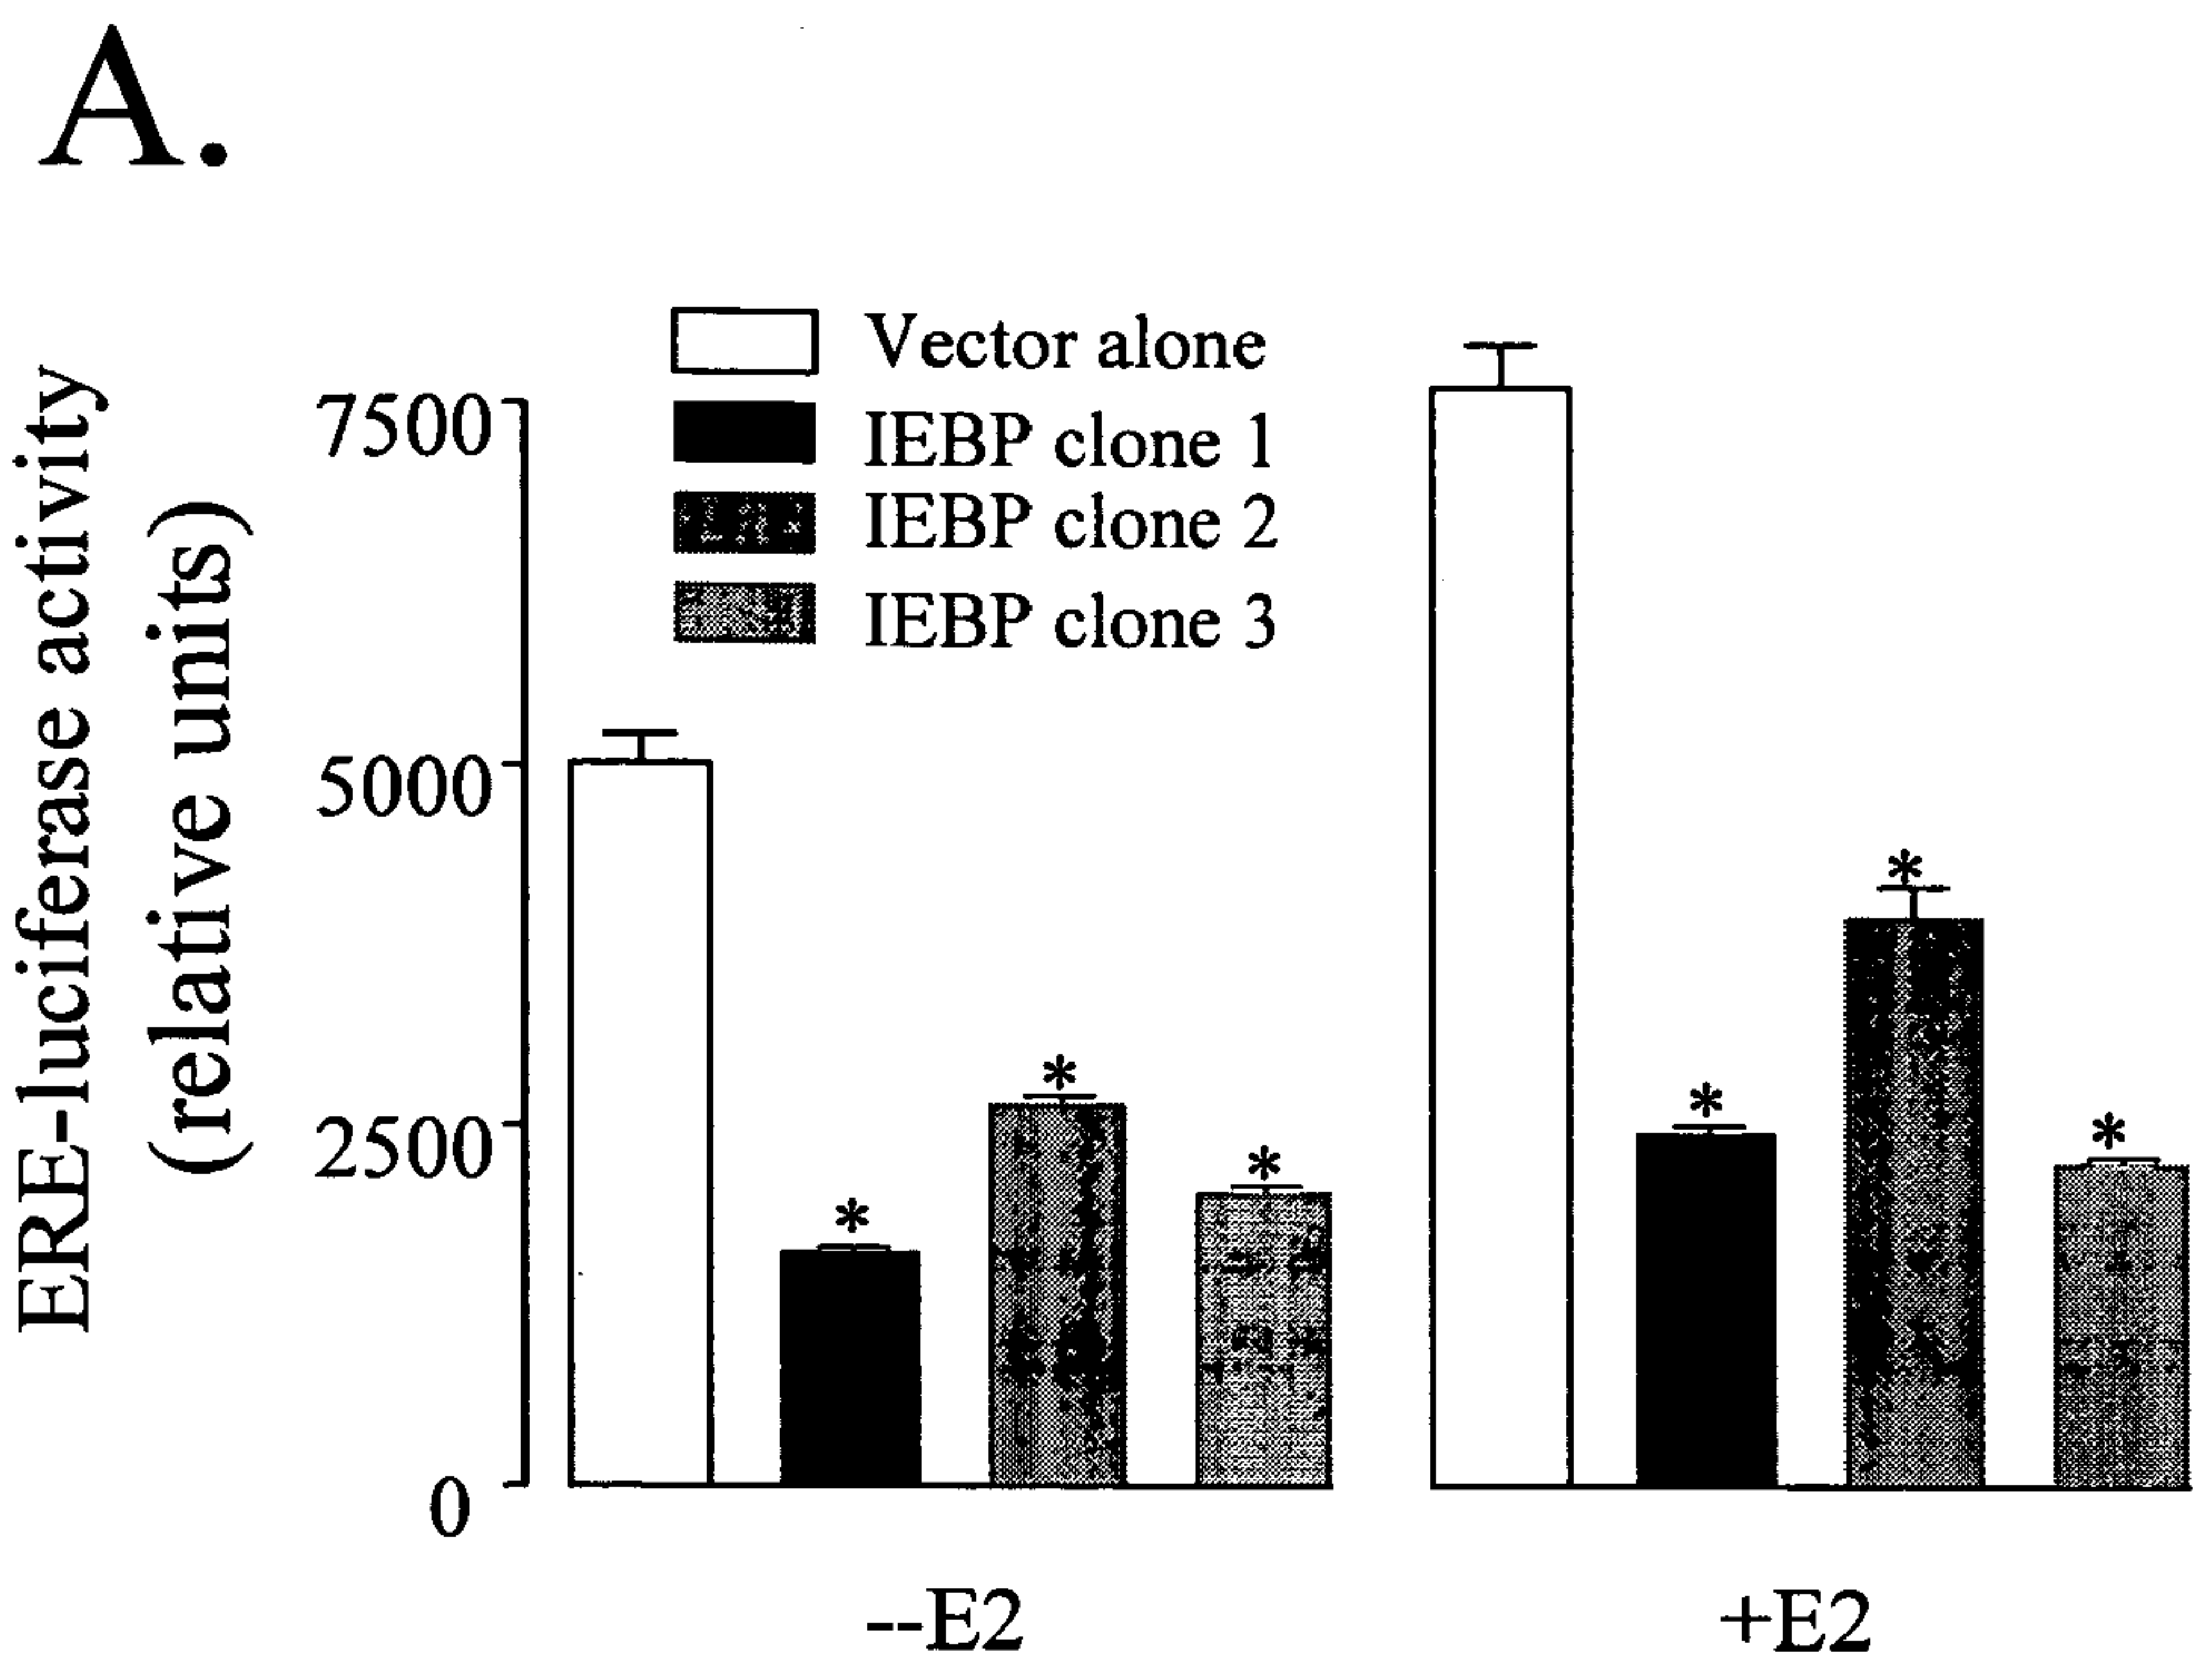 A.
ERE-luciferase activity
(relative units)
Vector alone
IEBP clone 1
IEBP clone 2
IEBP clone 3
7500
5000
2500
0
*
*
*
*
*
*
--E2
+E2